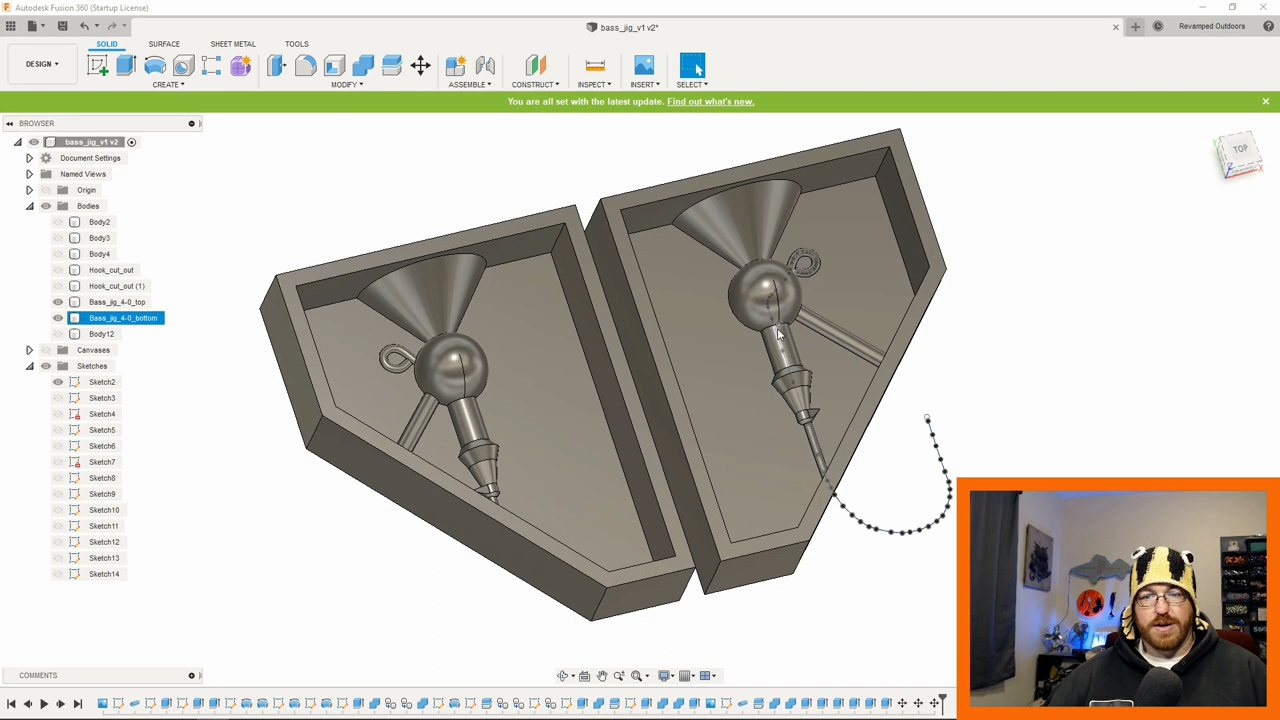 Autodesk Fusion 360 (Startup License)
bass_jig_v1 v2*
Revamped Outdoors
DESIGN
SOLID
SURFACE
SHEET METAL
TOOLS
CREATE
MODIFY
ASSEMBLE
CONSTRUCT
INSPECT
INSERT
SELECT
You are all set with the latest update. Find out what's new.
BROWSER
bass_jig_v1 v2
Document Settings
Named Views
Origin
Bodies
Body2
Body3
Body4
Hook_cut_out
Hook_cut_out (1)
Bass_jig_4-0_top
Bass_jig_4-0_bottom
Body12
Canvases
Sketches
Sketch2
Sketch3
Sketch4
Sketch5
Sketch6
Sketch7
Sketch8
Sketch9
Sketch10
Sketch11
Sketch12
Sketch13
Sketch14
TOP
Y
Z
X
COMMENTS